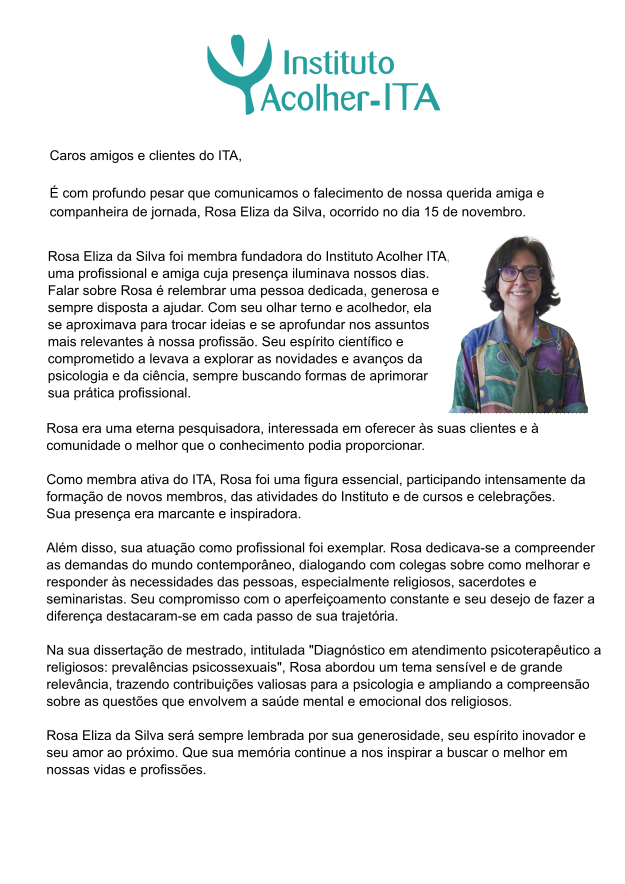 Instituto
Acolher-ITA
Caros amigos e clientes do ITA,
É com profundo pesar que comunicamos o falecimento de nossa querida amiga e
companheira de jornada, Rosa Eliza da Silva, ocorrido no dia 15 de novembro.
Rosa Eliza da Silva foi membra fundadora do Instituto Acolher ITA,
uma profissional e amiga cuja presença iluminava nossos dias.
Falar sobre Rosa é relembrar uma pessoa dedicada, generosa e
sempre disposta a ajudar. Com seu olhar terno e acolhedor, ela
se aproximava para trocar ideias e se aprofundar nos assuntos
mais relevantes à nossa profissão. Seu espírito científico e
comprometido a levava a explorar as novidades e avanços da
psicologia e da ciência, sempre buscando formas de aprimorar
sua prática profissional.
Rosa era uma eterna pesquisadora, interessada em oferecer às suas clientes e à
comunidade o melhor que o conhecimento podia proporcionar.
Como membra ativa do ITA, Rosa foi uma figura essencial, participando intensamente da
formação de novos membros, das atividades do Instituto e de cursos e celebrações.
Sua presença era marcante e inspiradora.
Além disso, sua atuação como profissional foi exemplar. Rosa dedicava-se a compreender
as demandas do mundo contemporâneo, dialogando com colegas sobre como melhorar e
responder às necessidades das pessoas, especialmente religiosos, sacerdotes e
seminaristas. Seu compromisso com o aperfeiçoamento constante e seu desejo de fazer a
diferença destacaram-se em cada passo de sua trajetória.
Na sua dissertação de mestrado, intitulada "Diagnóstico em atendimento psicoterapêutico a
religiosos: prevalências psicossexuais", Rosa abordou um tema sensível e de grande
relevância, trazendo contribuições valiosas para a psicologia e ampliando a compreensão
sobre as questões que envolvem a saúde mental e emocional dos religiosos.
Rosa Eliza da Silva será sempre lembrada por sua generosidade, seu espírito inovador e
seu amor ao próximo. Que sua memória continue a nos inspirar a buscar o melhor em
nossas vidas e profissões.